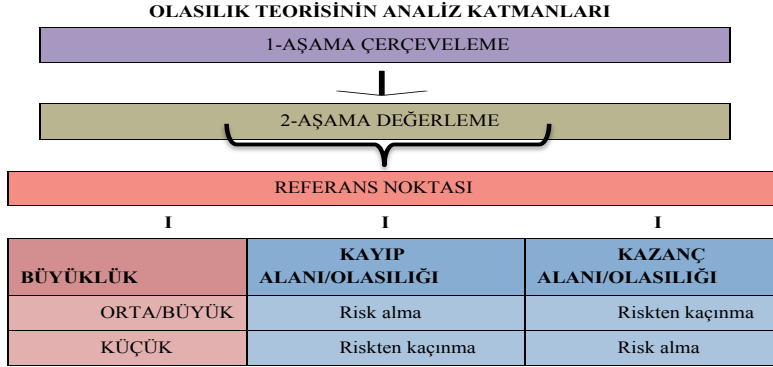 OLASILIK TEORİSİNİN ANALİZ KATMANLARI
1-AŞAMA ÇERÇEVELEME
2-AŞAMA DEĞERLEME
REFERANS NOKTASI
I I I
BÜYÜKLÜK
KAYIP
ALANI/OLASILIĞI
KAZANÇ
ALANI/OLASILIĞI
ORTA/BÜYÜK Risk alma Riskten kaçınma
KÜÇÜK Riskten kaçınma Risk alma